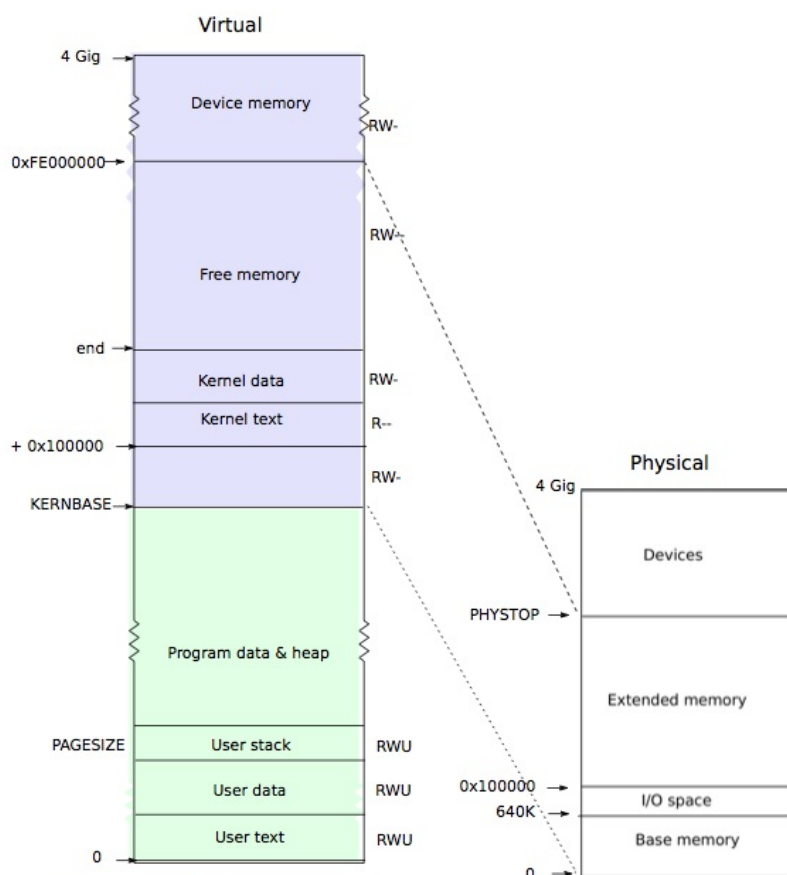 Virtual
4 Gig
Device memory
RW-
0xFE000000
RW--
Free memory
end
Kernel data
RW-
Kernel text
R--
+ 0x100000
RW-
KERNBASE
Program data & heap
PAGESIZE
User stack
RWU
User data
RWU
User text
RWU
0
Physical
4 Gig
Devices
PHYSTOP
Extended memory
0x100000
I/O space
640K
Base memory
0